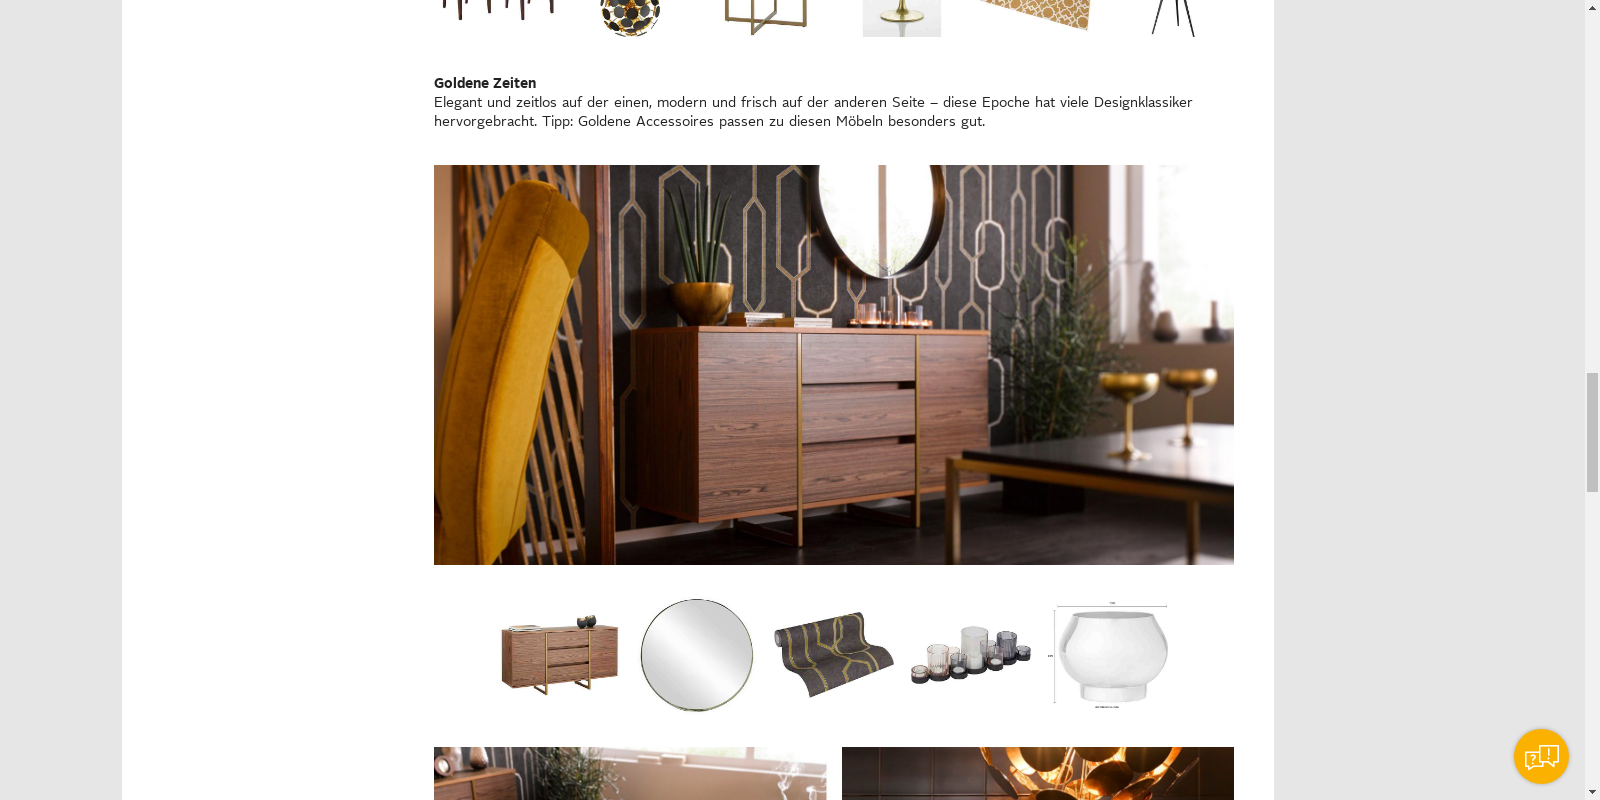 Goldene Zeiten
Elegant und zeitlos auf der einen, modern und frisch auf der anderen Seite – diese Epoche hat viele Designklassiker
hervorgebracht. Tipp: Goldene Accessoires passen zu diesen Möbeln besonders gut.